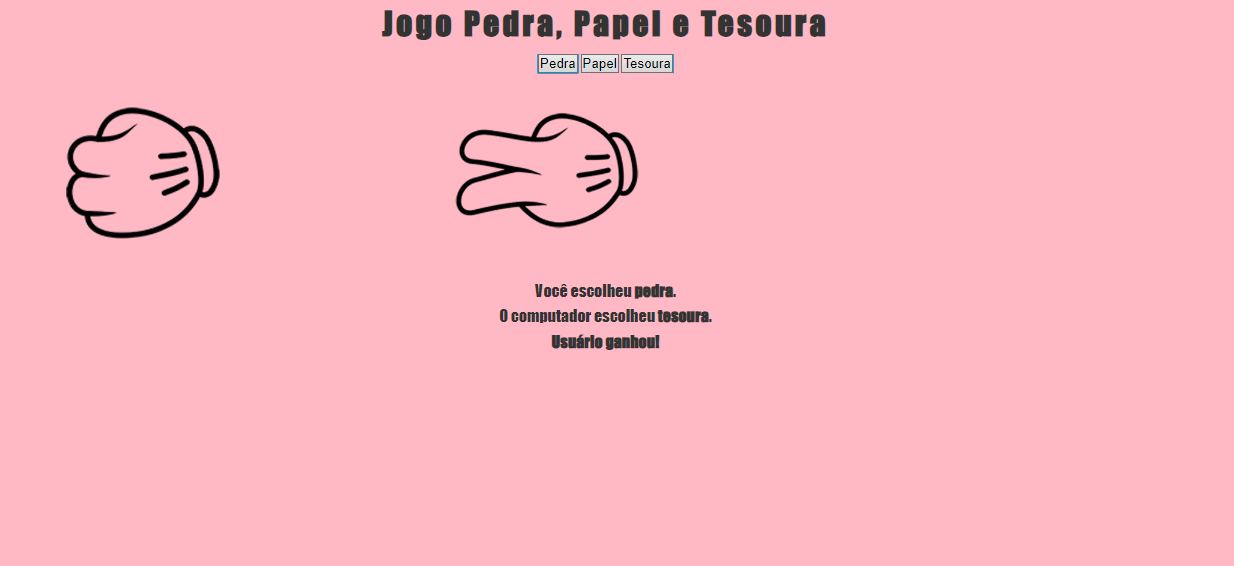 Jogo Pedra, Papel e Tesoura
Pedra Papel Tesoura
Você escolheu pedra.
O computador escolheu tesoura.
Usuário ganhou!